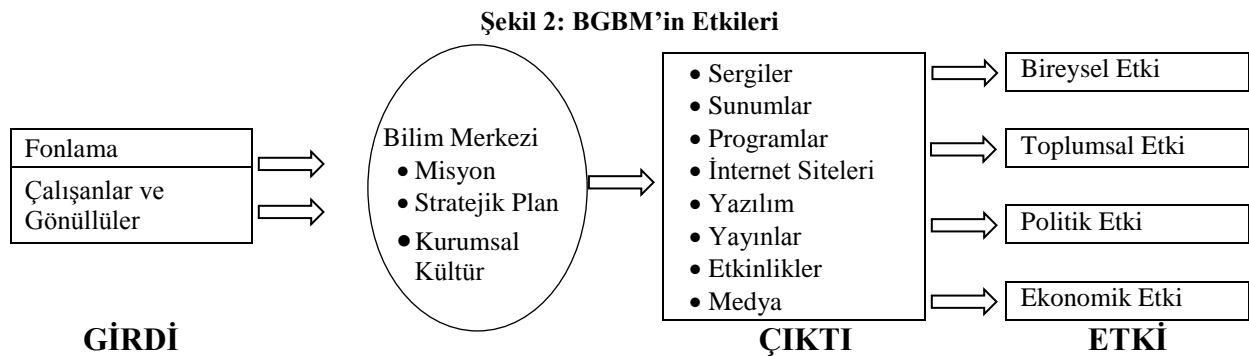 Şekil 2: BGBM’in Etkileri
Fonlama
Çalışanlar ve
Gönüllüler
GİRDİ
Bilim Merkezi
• Misyon
• Stratejik Plan
• Kurumsal
Kültür
• Sergiler
• Sunumlar
• Programlar
• İnternet Siteleri
• Yazılım
• Yayınlar
• Etkinlikler
• Medya
ÇIKTI
Bireysel Etki
Toplumsal Etki
Politik Etki
Ekonomik Etki
ETKİ